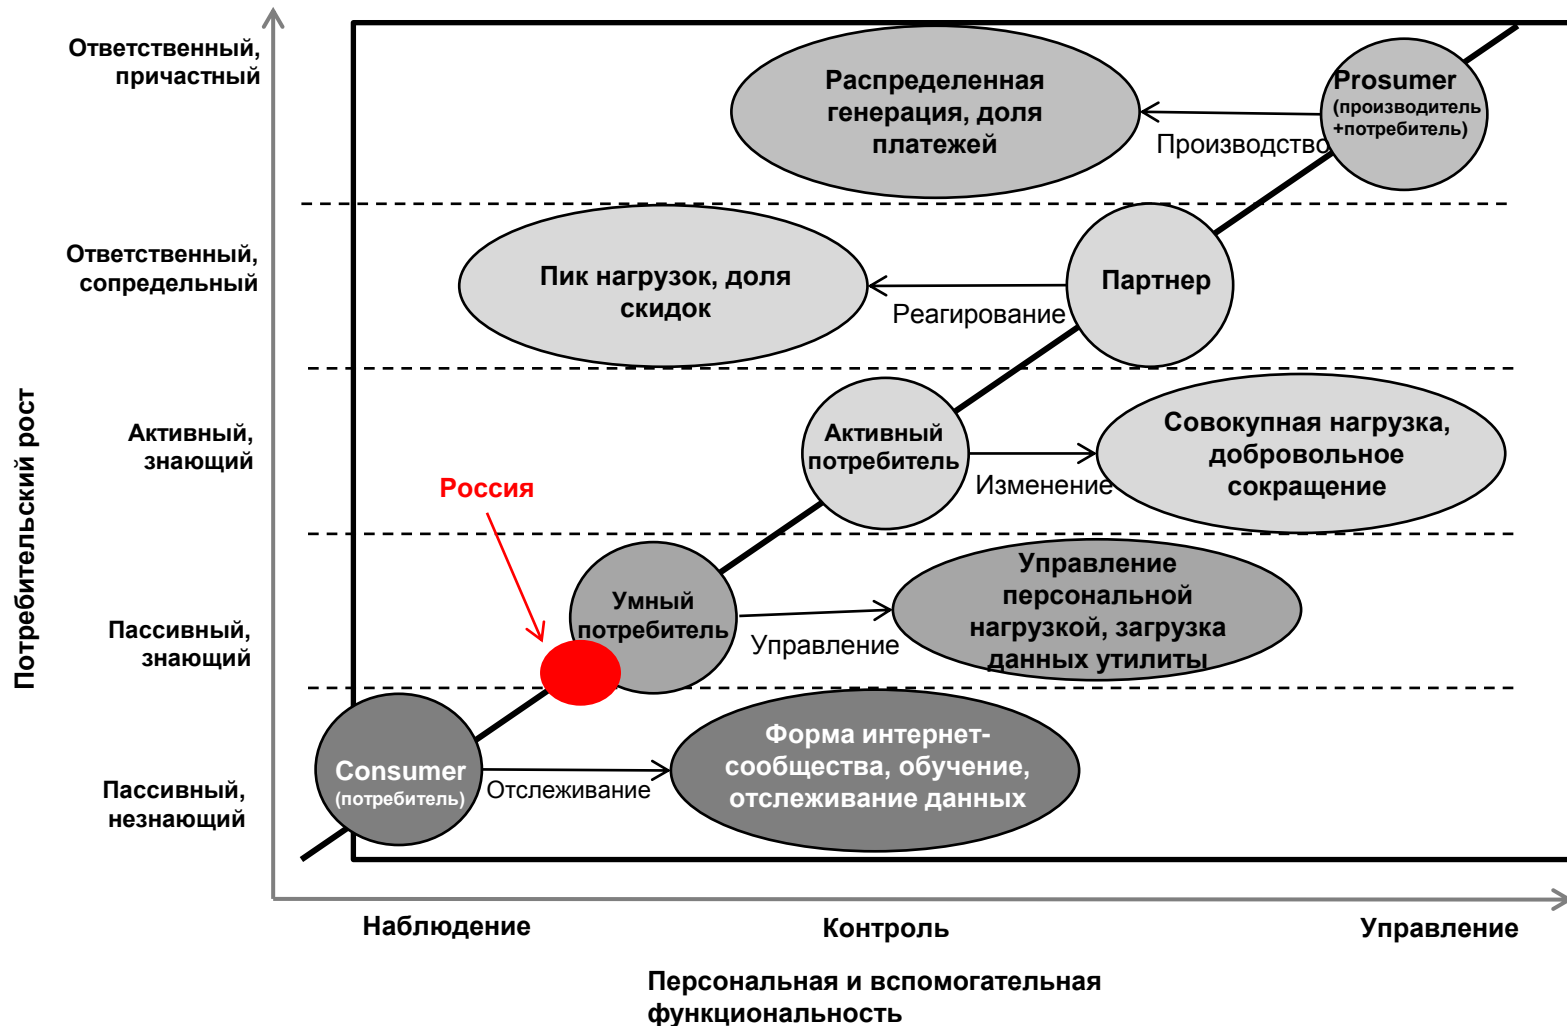 Ответственный,
причастный
Распределенная
генерация, доля
платежей
Производство
Prosumer
(производитель
+потребитель)
Ответственный,
сопредельный
Пик нагрузок, доля
скидок
Реагирование
Партнер
Активный,
знающий
Активный
потребитель
Изменение
Совокупная нагрузка,
добровольное
сокращение
Россия
Пассивный,
знающий
Умный
потребитель
Управление
Управление
персональной
нагрузкой, загрузка
данных утилиты
Пассивный,
незнающий
Consumer
(потребитель)
Отслеживание
Форма интернет-
сообщества, обучение,
отслеживание данных
Потребительский рост
Наблюдение
Контроль
Управление
Персональная и вспомогательная
функциональность